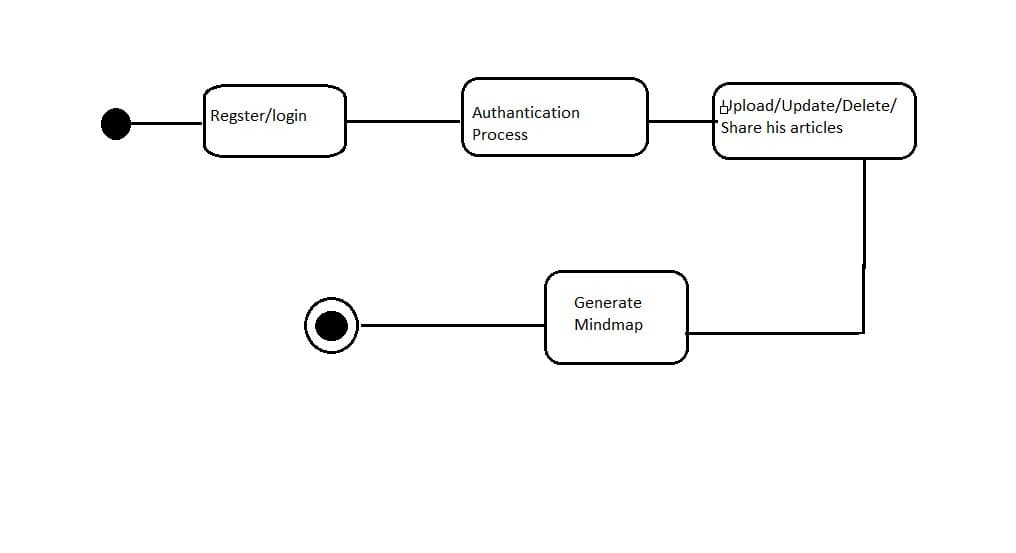 Regster/login
Authantication
Process
Upload/Update/Delete/
Share his articles
Generate
Mindmap